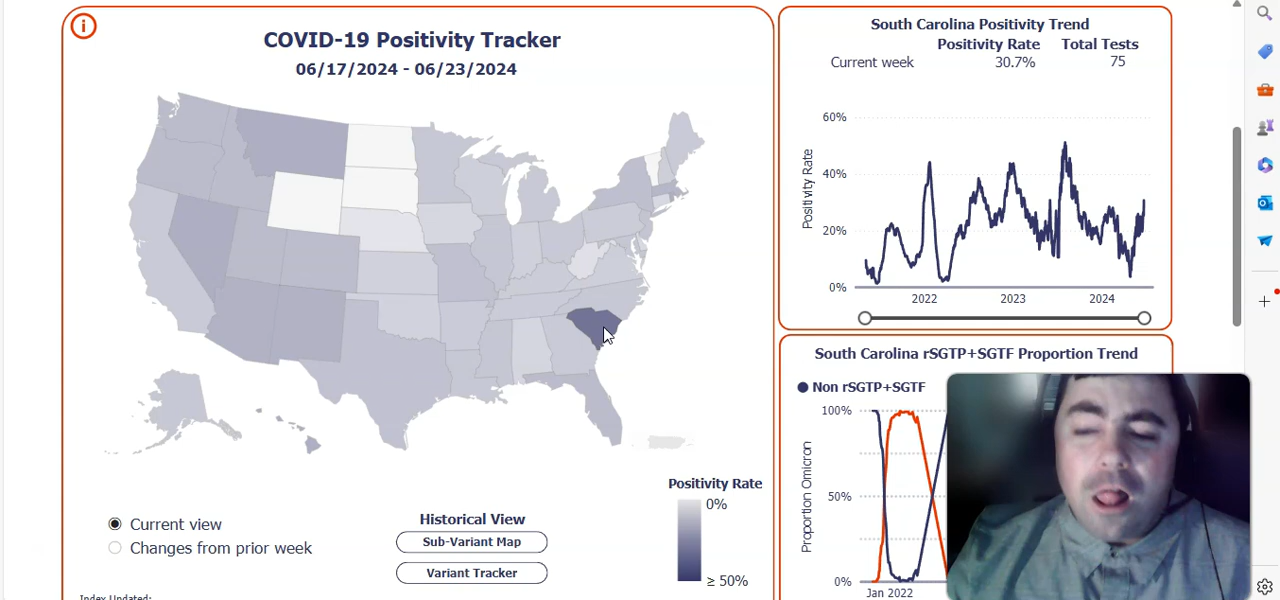 COVID-19 Positivity Tracker
06/17/2024 - 06/23/2024
Current view
Changes from prior week
Historical View
Sub-Variant Map
Variant Tracker
Positivity Rate
0%
≥ 50%
Index Updated:
South Carolina Positivity Trend
Positivity Rate Total Tests
Current week 30.7% 75
Positivity Rate
60%
40%
20%
0%
2022 2023 2024
South Carolina rSGTP+SGTF Proportion Trend
Non rSGTP+SGTF
Proportion Omicron
100%
50%
0%
Jan 2022